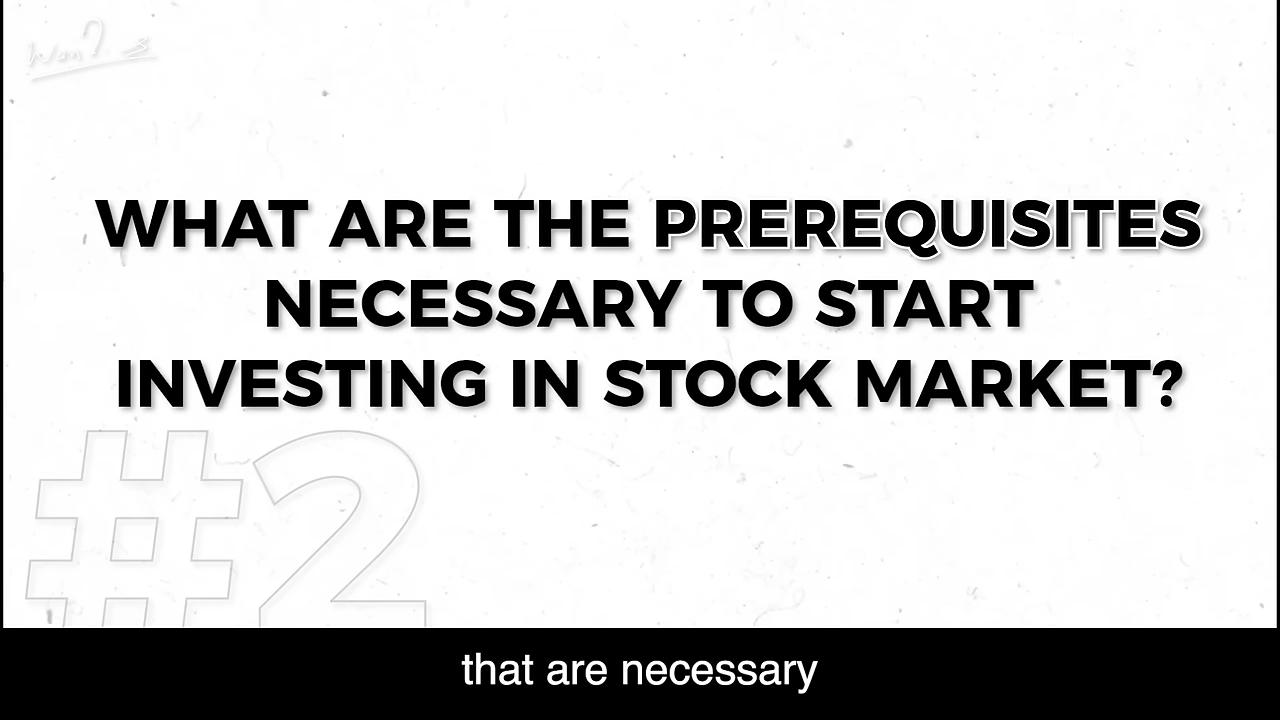 WHAT ARE THE PREREQUISITES
NECESSARY TO START
INVESTING IN STOCK MARKET?
#2
that are necessary